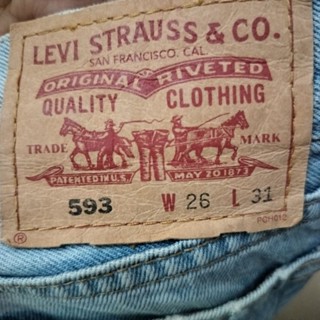 LEVI STRAUSS & CO.
SAN FRANCISCO, CAL.
ORIGINAL RIVETED
QUALITY CLOTHING
TRADE MARK
PATENTED IN U.S. MAY 20 1873
593 W 26 L 31
®